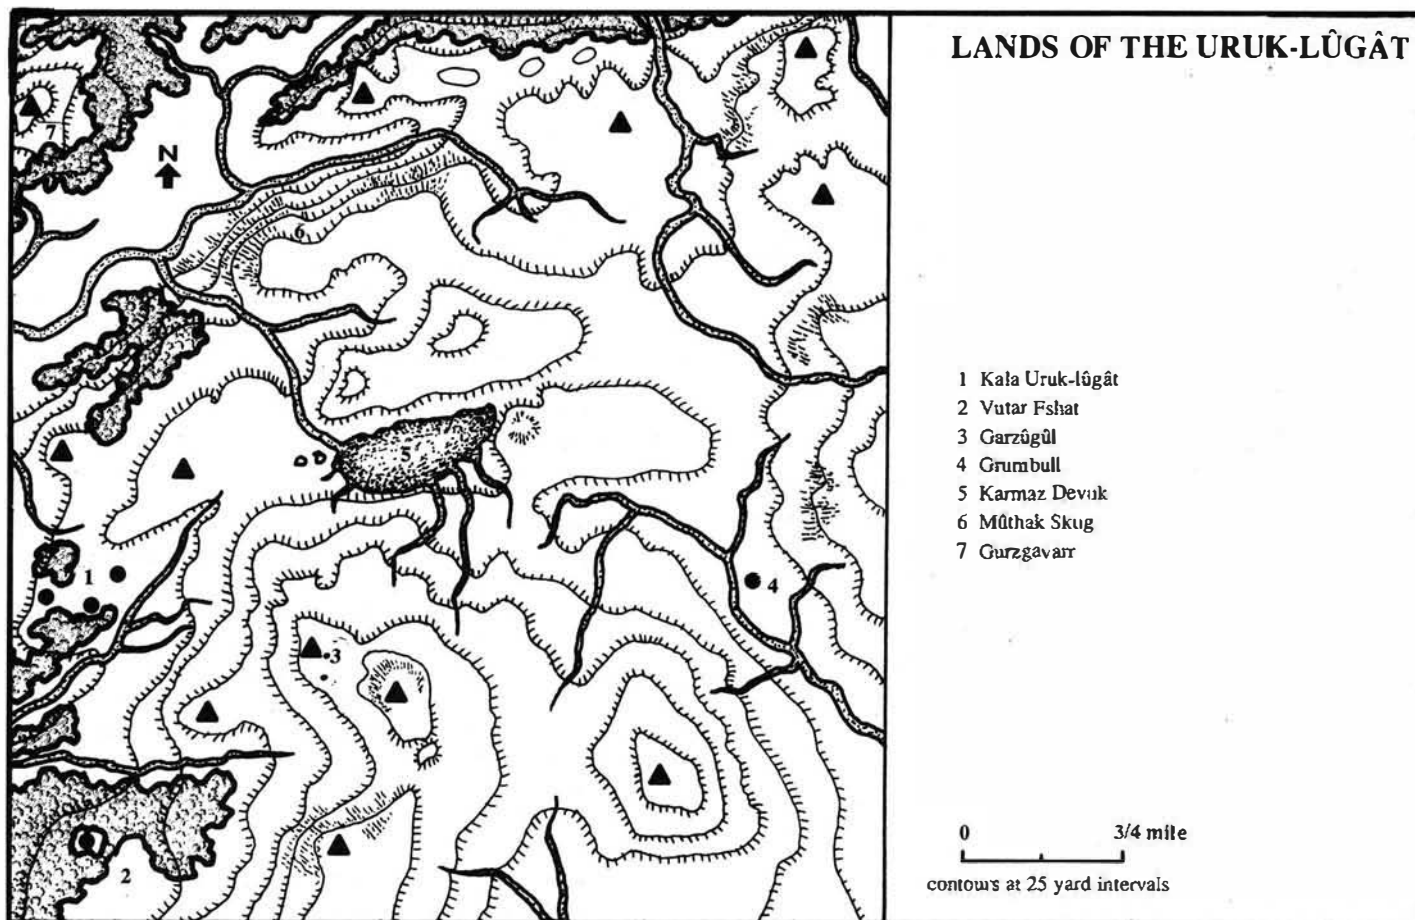 LANDS OF THE URUK-LÛGÂT
7
N
6
5
1
4
3
2
1 Kala Uruk-lûgât
2 Vutar Fshat
3 Garzûgûl
4 Grumbull
5 Karmaz Devuk
6 Mûthak Skug
7 Gurzgavarr
0 3/4 mile
contours at 25 yard intervals